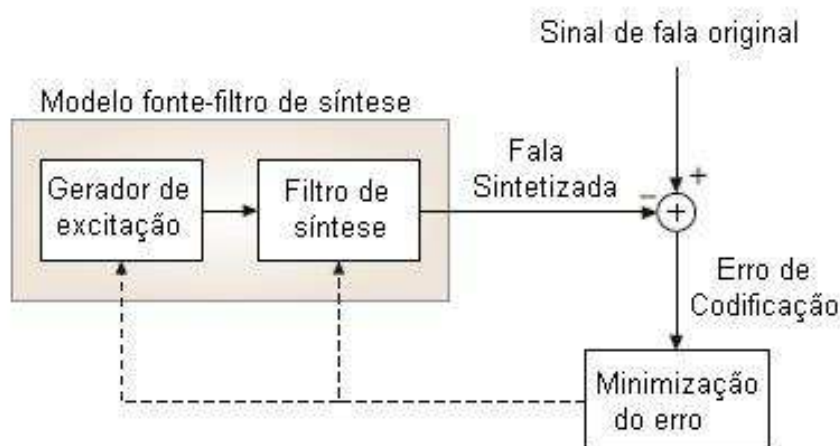 Sinal de fala original
Modelo fonte-filtro de síntese
Gerador de
excitação
Filtro de
síntese
Fala
Sintetizada
−
+
+
Erro de
Codificação
Minimização
do erro